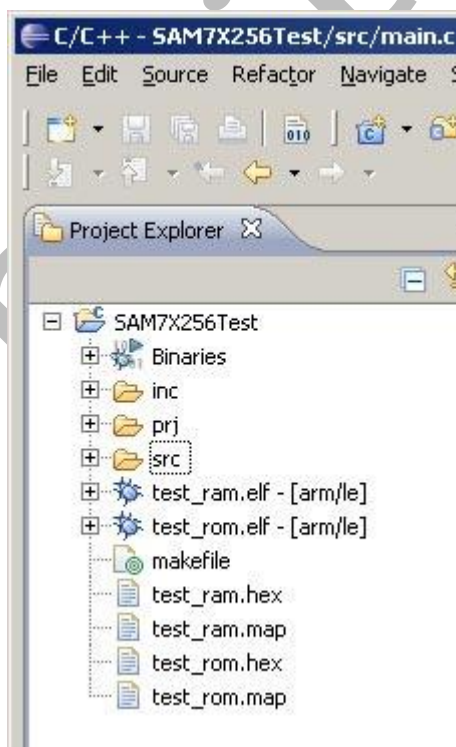 C/C++ - SAM7X256Test/src/main.c
File Edit Source Refactor Navigate S
010
Project Explorer
SAM7X256Test
Binaries
inc
prj
src
test_ram.elf - [arm/le]
test_rom.elf - [arm/le]
makefile
test_ram.hex
test_ram.map
test_rom.hex
test_rom.map